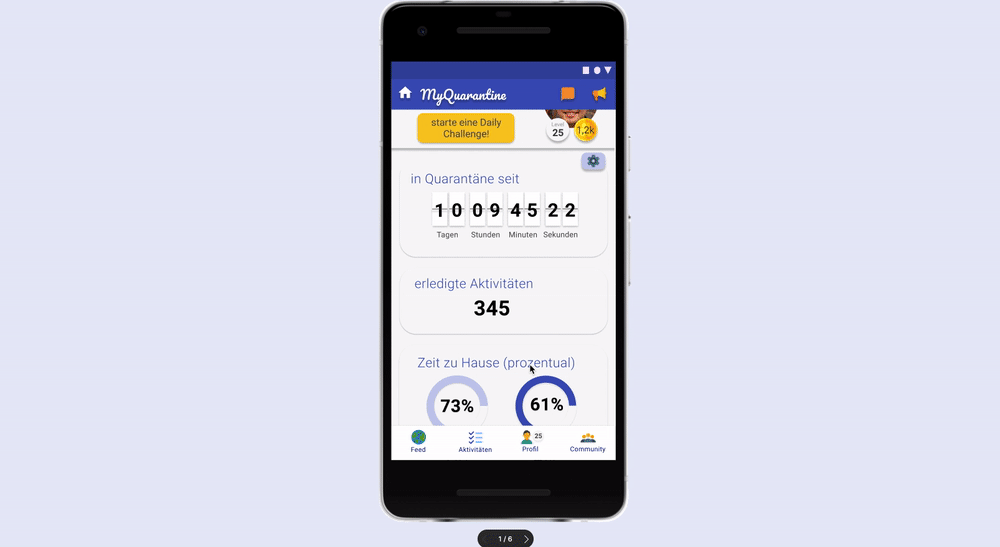 MyQuarantine
starte eine Daily
Challenge!
Level
25
1,2k
in Quarantäne seit
10 09 45 22
Tagen Stunden Minuten Sekunden
erledigte Aktivitäten
345
Zeit zu Hause (prozentual)
73% 61%
25
Feed Aktivitäten Profil Community
1 / 6